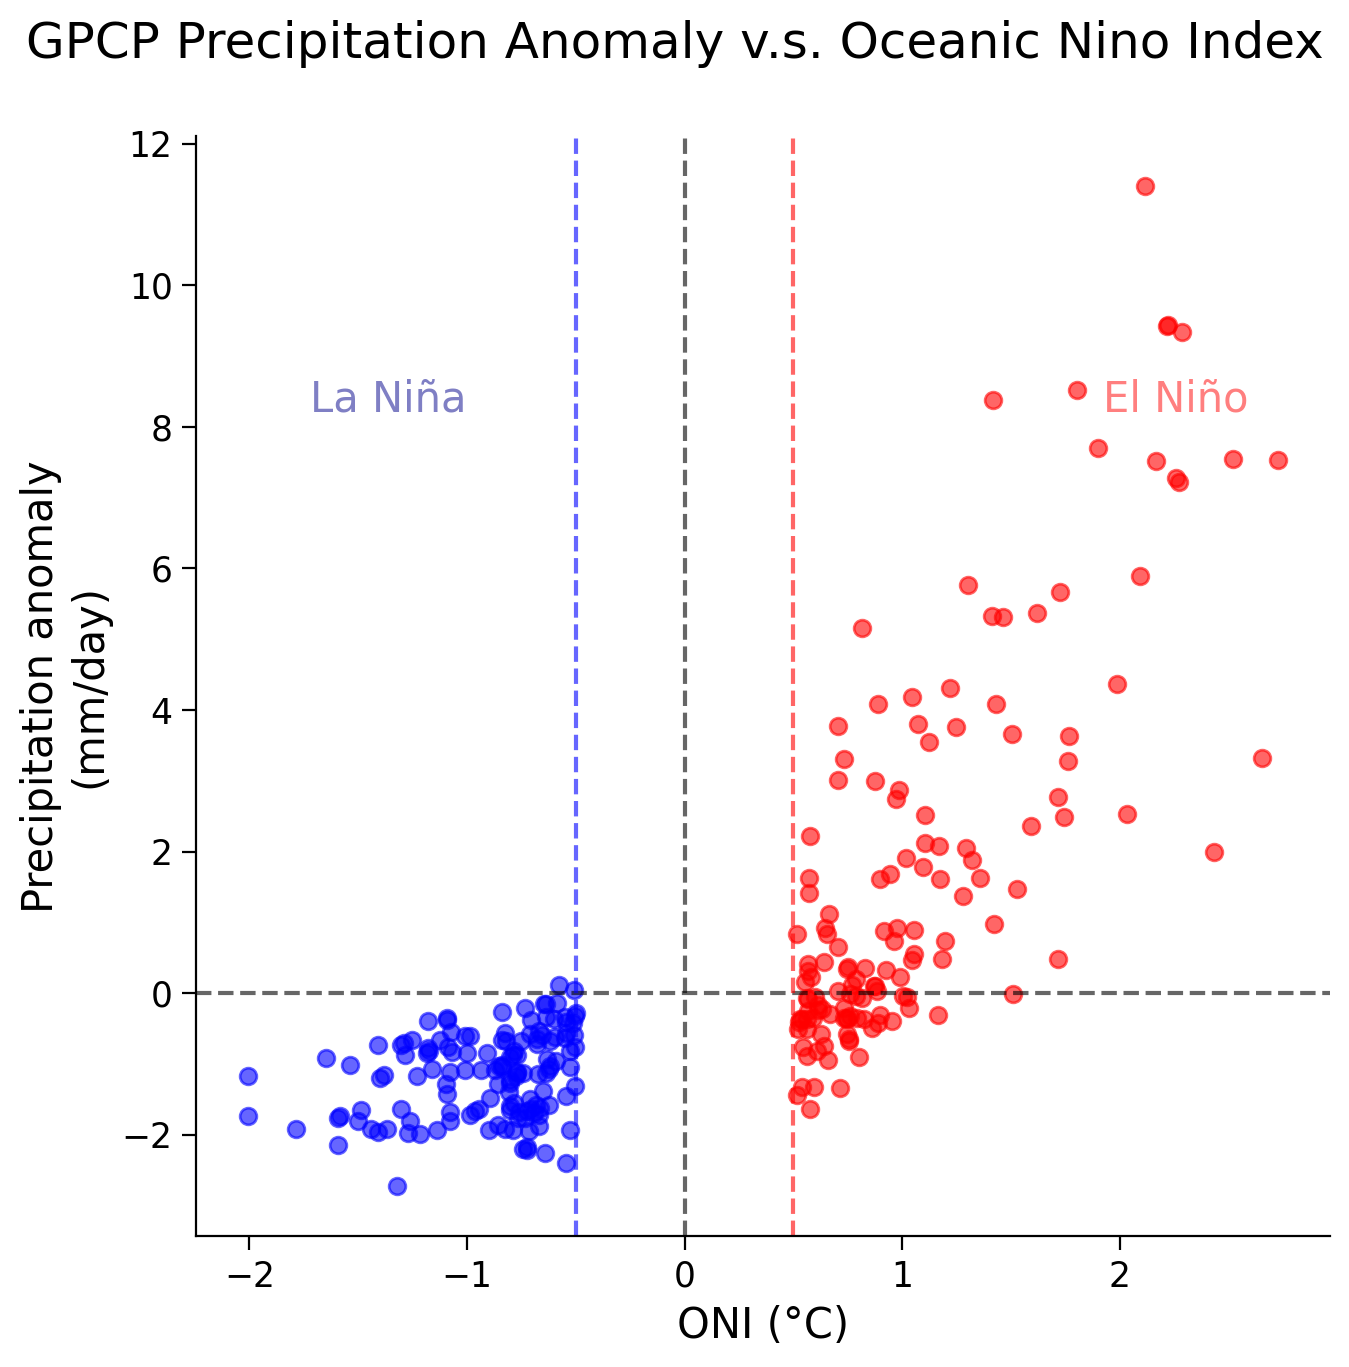 GPCP Precipitation Anomaly v.s. Oceanic Nino Index
12
10
8
6
4
2
0
−2
Precipitation anomaly
(mm/day)
La Niña
El Niño
−2
−1
0
1
2
ONI (°C)